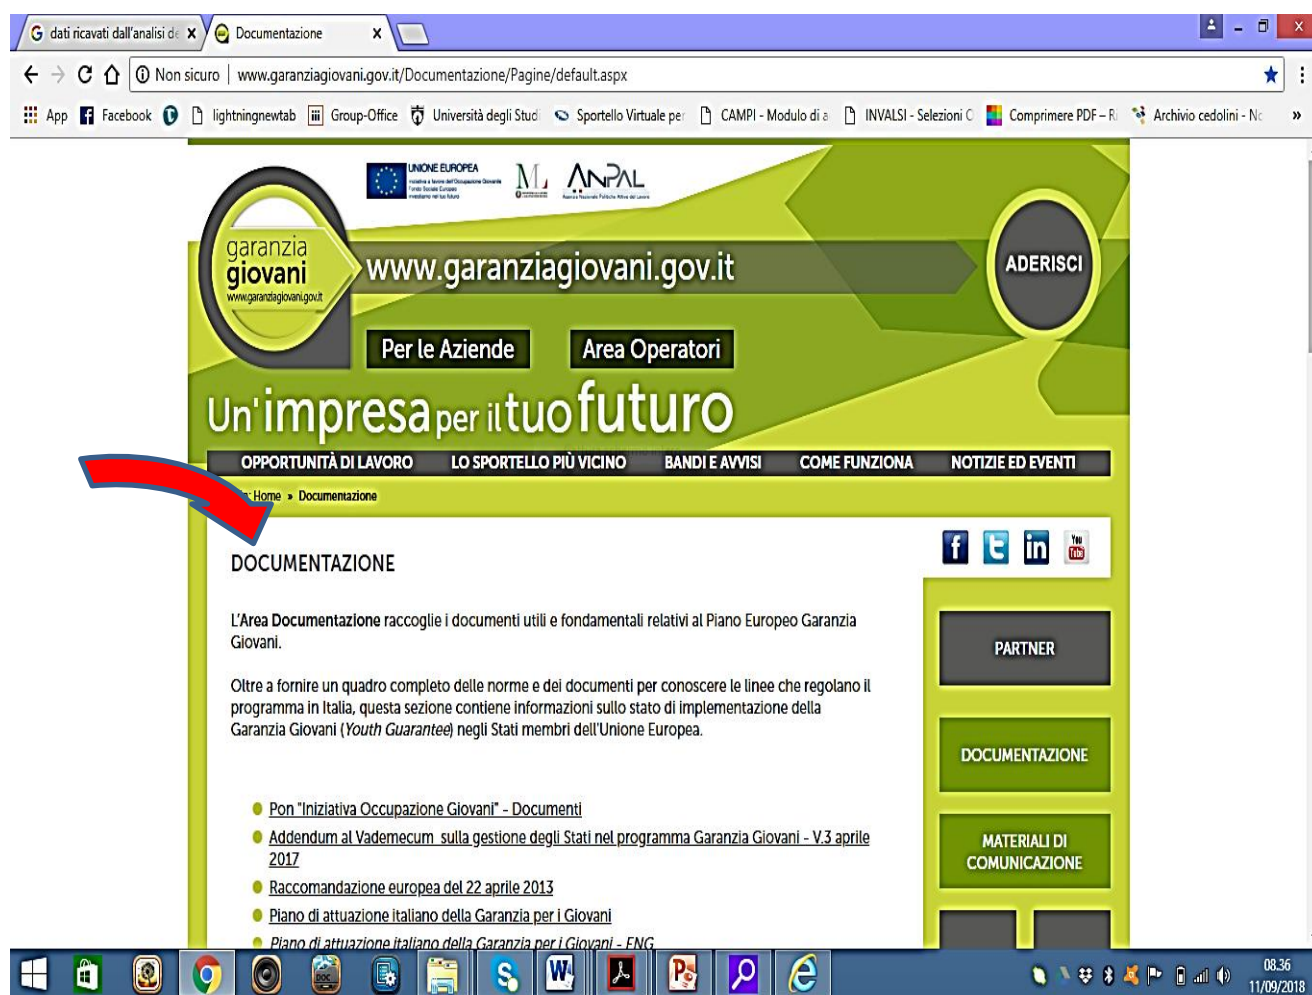 dati ricavati dall'analisi de
Documentazione
Non sicuro | www.garanziagiovani.gov.it/Documentazione/Pagine/default.aspx
App Facebook lightningnewtab Group-Office Università degli Studi Sportello Virtuale per CAMPI - Modulo di a INVALSI - Selezioni C Comprimere PDF – Ri Archivio cedolini - No »
UNIONE EUROPEA
Fondo Sociale Europeo
ANPAL
garanzia
giovani
www.garanziagiovani.gov.it
www.garanziagiovani.gov.it
ADERISCI
Per le Aziende Area Operatori
Un'impresa per il tuo futuro
OPPORTUNITÀ DI LAVORO LO SPORTELLO PIÙ VICINO BANDI E AVVISI COME FUNZIONA NOTIZIE ED EVENTI
Home » Documentazione
DOCUMENTAZIONE
L'Area Documentazione raccoglie i documenti utili e fondamentali relativi al Piano Europeo Garanzia
Giovani.
Oltre a fornire un quadro completo delle norme e dei documenti per conoscere le linee che regolano il
programma in Italia, questa sezione contiene informazioni sullo stato di implementazione della
Garanzia Giovani (Youth Guarantee) negli Stati membri dell'Unione Europea.
Pon "Iniziativa Occupazione Giovani" - Documenti
Addendum al Vademecum sulla gestione degli Stati nel programma Garanzia Giovani - V.3 aprile
2017
Raccomandazione europea del 22 aprile 2013
Piano di attuazione italiano della Garanzia per i Giovani
Piano di attuazione italiano della Garanzia per i Giovani - ENG
You
Tube
PARTNER
DOCUMENTAZIONE
MATERIALI DI
COMUNICAZIONE
08.36
11/09/2018